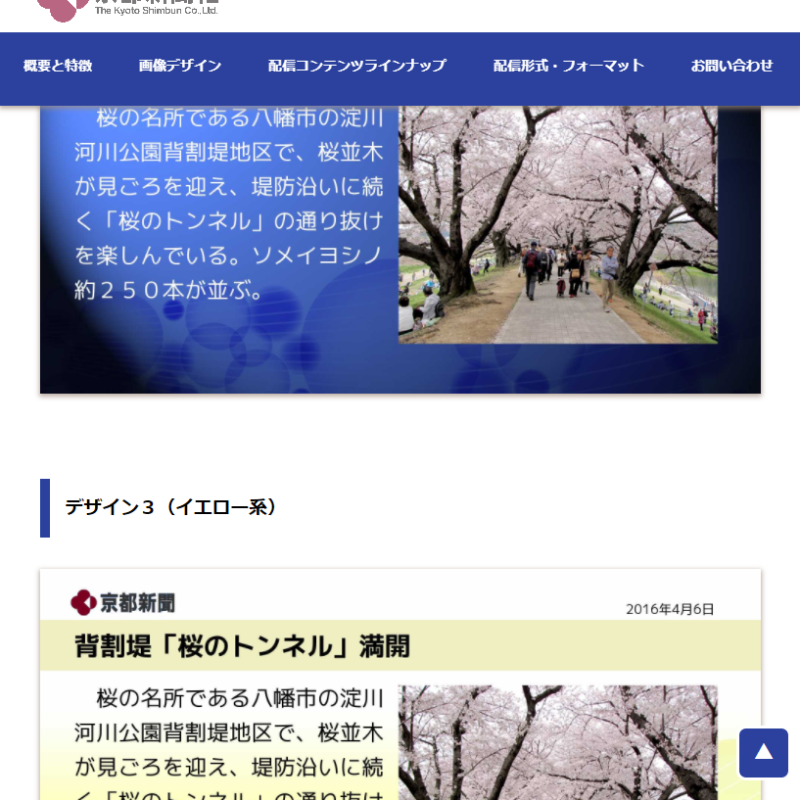 The Kyoto Shimbun Co.,Ltd.
概要と特徴 画像デザイン 配信コンテンツラインナップ 配信形式・フォーマット お問い合わせ
桜の名所である八幡市の淀川
河川公園背割堤地区で、桜並木
が見ごろを迎え、堤防沿いに続
く「桜のトンネル」の通り抜け
を楽しんでいる。ソメイヨシノ
約２５０本が並ぶ。
デザイン３（イエロー系）
京都新聞
2016年4月6日
背割堤「桜のトンネル」満開
桜の名所である八幡市の淀川
河川公園背割堤地区で、桜並木
が見ごろを迎え、堤防沿いに続
く「桜のトンネル」の通り抜け